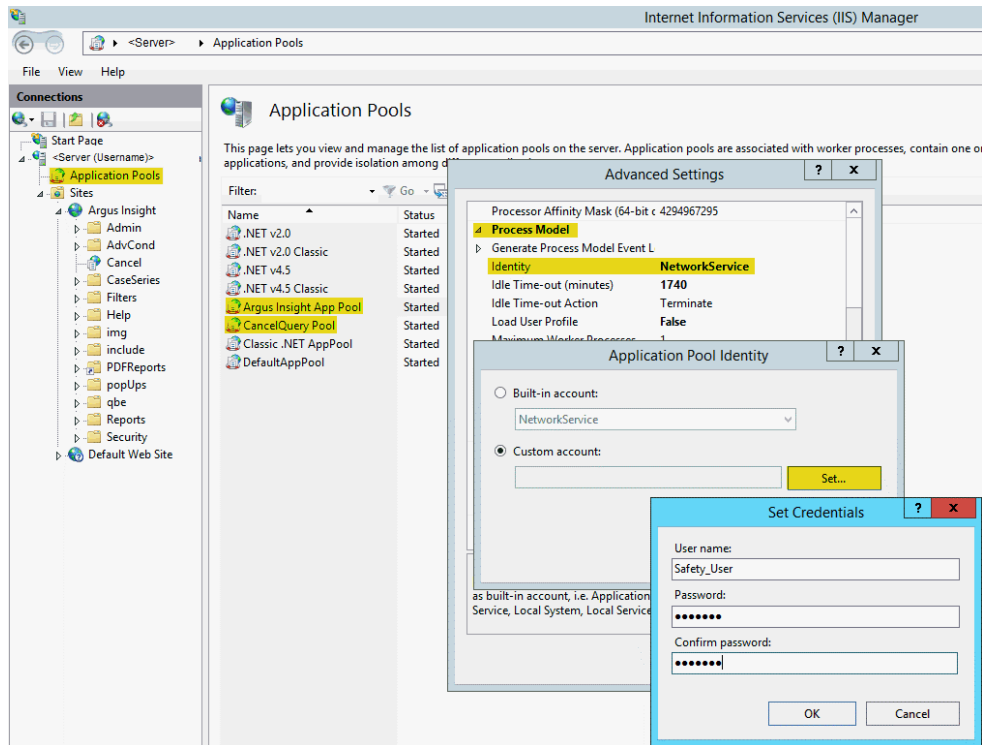 Internet Information Services (IIS) Manager
<Server> Application Pools
File View Help
Connections
Start Page
<Server (Username)>
Application Pools
Sites
Argus Insight
Admin
AdvCond
Cancel
CaseSeries
Filters
Help
img
include
PDFReports
popUps
qbe
Reports
Security
Default Web Site
Application Pools
This page lets you view and manage the list of application pools on the server. Application pools are associated with worker processes, contain one or
applications, and provide isolation among
Filter: Go
Name Status
.NET v2.0 Started
.NET v2.0 Classic Started
.NET v4.5 Started
.NET v4.5 Classic Started
Argus Insight App Pool Started
CancelQuery Pool Started
Classic .NET AppPool Started
DefaultAppPool Started
Advanced Settings ? x
Processor Affinity Mask (64-bit c 4294967295
Process Model
Generate Process Model Event L
Identity NetworkService
Idle Time-out (minutes) 1740
Idle Time-out Action Terminate
Load User Profile False
Maximum Worker Processes 1
as built-in account, i.e. Application
Service, Local System, Local Service
Application Pool Identity ? x
Built-in account:
NetworkService
Custom account:
Set...
Set Credentials ? x
User name:
Safety_User
Password:
•••••••
Confirm password:
•••••••
OK Cancel